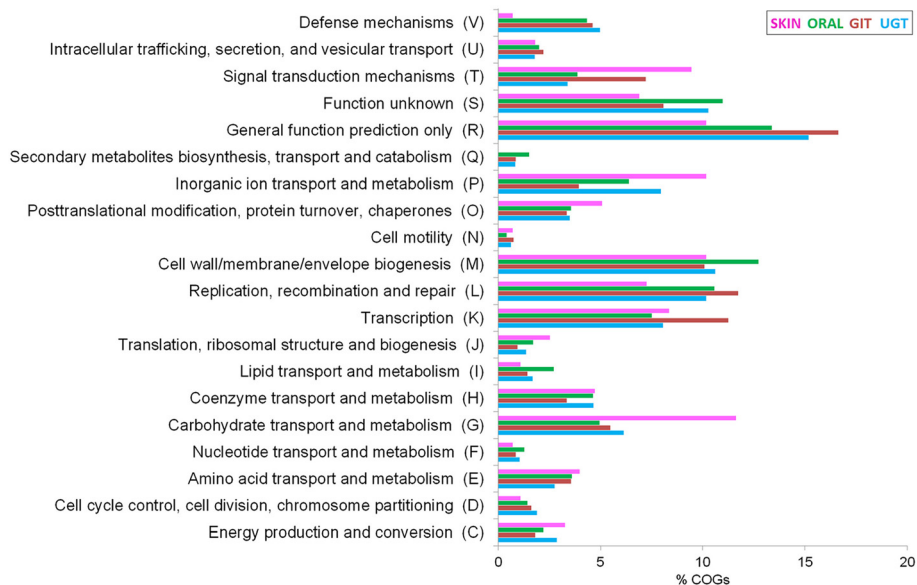 SKIN ORAL GIT UGT
Defense mechanisms (V)
Intracellular trafficking, secretion, and vesicular transport (U)
Signal transduction mechanisms (T)
Function unknown (S)
General function prediction only (R)
Secondary metabolites biosynthesis, transport and catabolism (Q)
Inorganic ion transport and metabolism (P)
Posttranslational modification, protein turnover, chaperones (O)
Cell motility (N)
Cell wall/membrane/envelope biogenesis (M)
Replication, recombination and repair (L)
Transcription (K)
Translation, ribosomal structure and biogenesis (J)
Lipid transport and metabolism (I)
Coenzyme transport and metabolism (H)
Carbohydrate transport and metabolism (G)
Nucleotide transport and metabolism (F)
Amino acid transport and metabolism (E)
Cell cycle control, cell division, chromosome partitioning (D)
Energy production and conversion (C)
0 5 10 15 20
% COGs